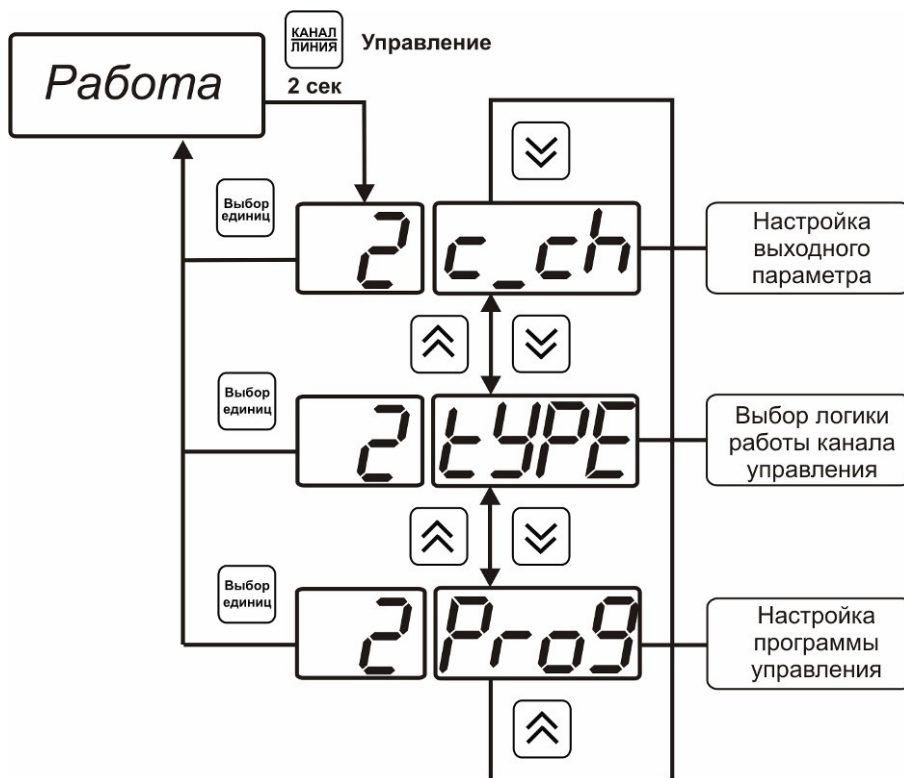 КАНАЛ
ЛИНИЯ
Управление
Работа
2 сек
Выбор
единиц
2
c_ch
Настройка
выходного
параметра
Выбор
единиц
2
tYPE
Выбор логики
работы канала
управления
Выбор
единиц
2
Prog
Настройка
программы
управления